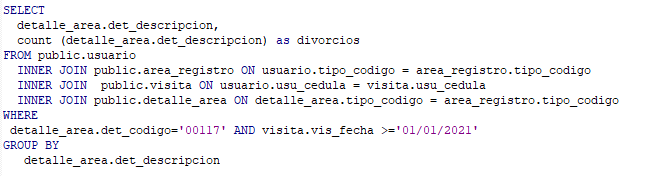 SELECT
detalle_area.det_descripcion,
count (detalle_area.det_descripcion) as divorcios
FROM public.usuario
INNER JOIN public.area_registro ON usuario.tipo_codigo = area_registro.tipo_codigo
INNER JOIN  public.visita ON usuario.usu_cedula = visita.usu_cedula
INNER JOIN public.detalle_area ON detalle_area.tipo_codigo = area_registro.tipo_codigo
WHERE
detalle_area.det_codigo='00117' AND visita.vis_fecha >='01/01/2021'
GROUP BY
detalle_area.det_descripcion